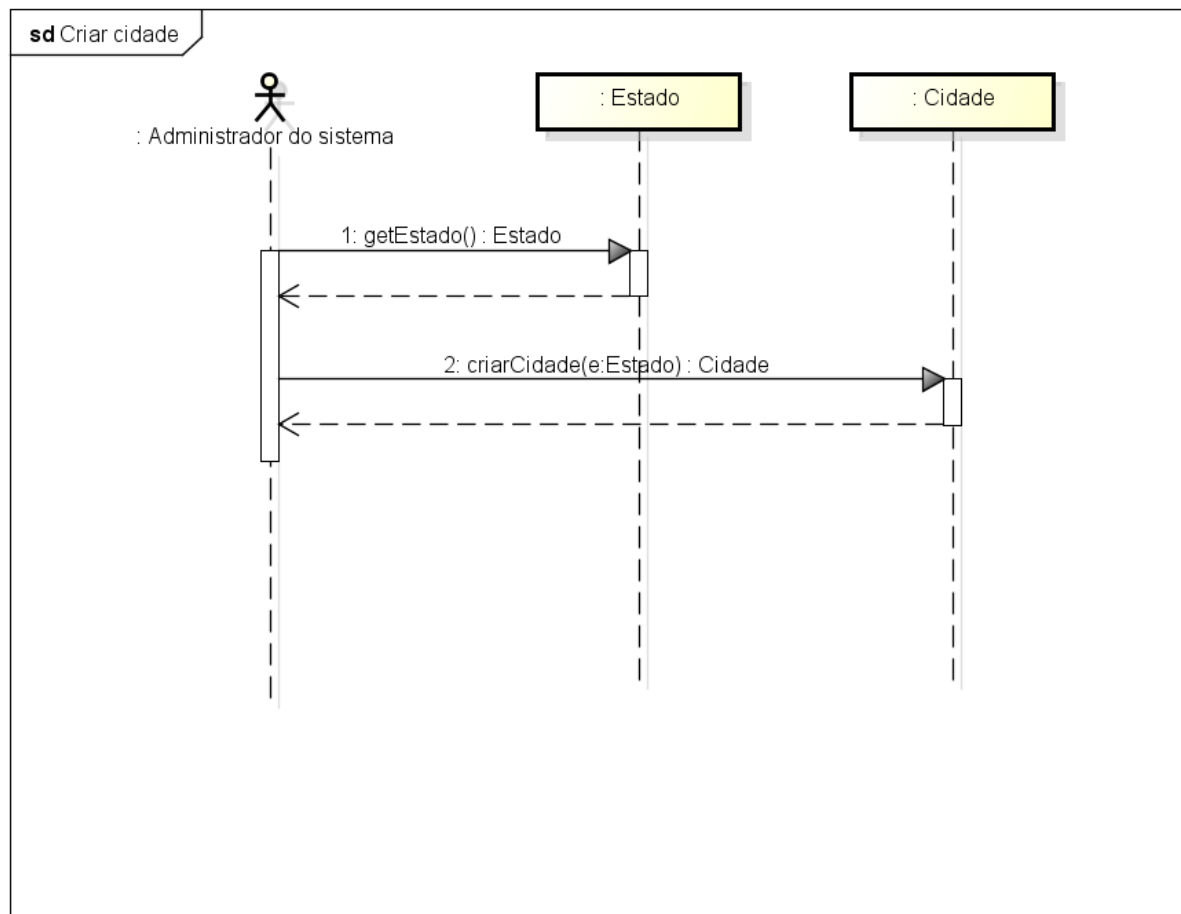 sd Criar cidade
: Administrador do sistema
: Estado
: Cidade
1: getEstado() : Estado
2: criarCidade(e:Estado) : Cidade